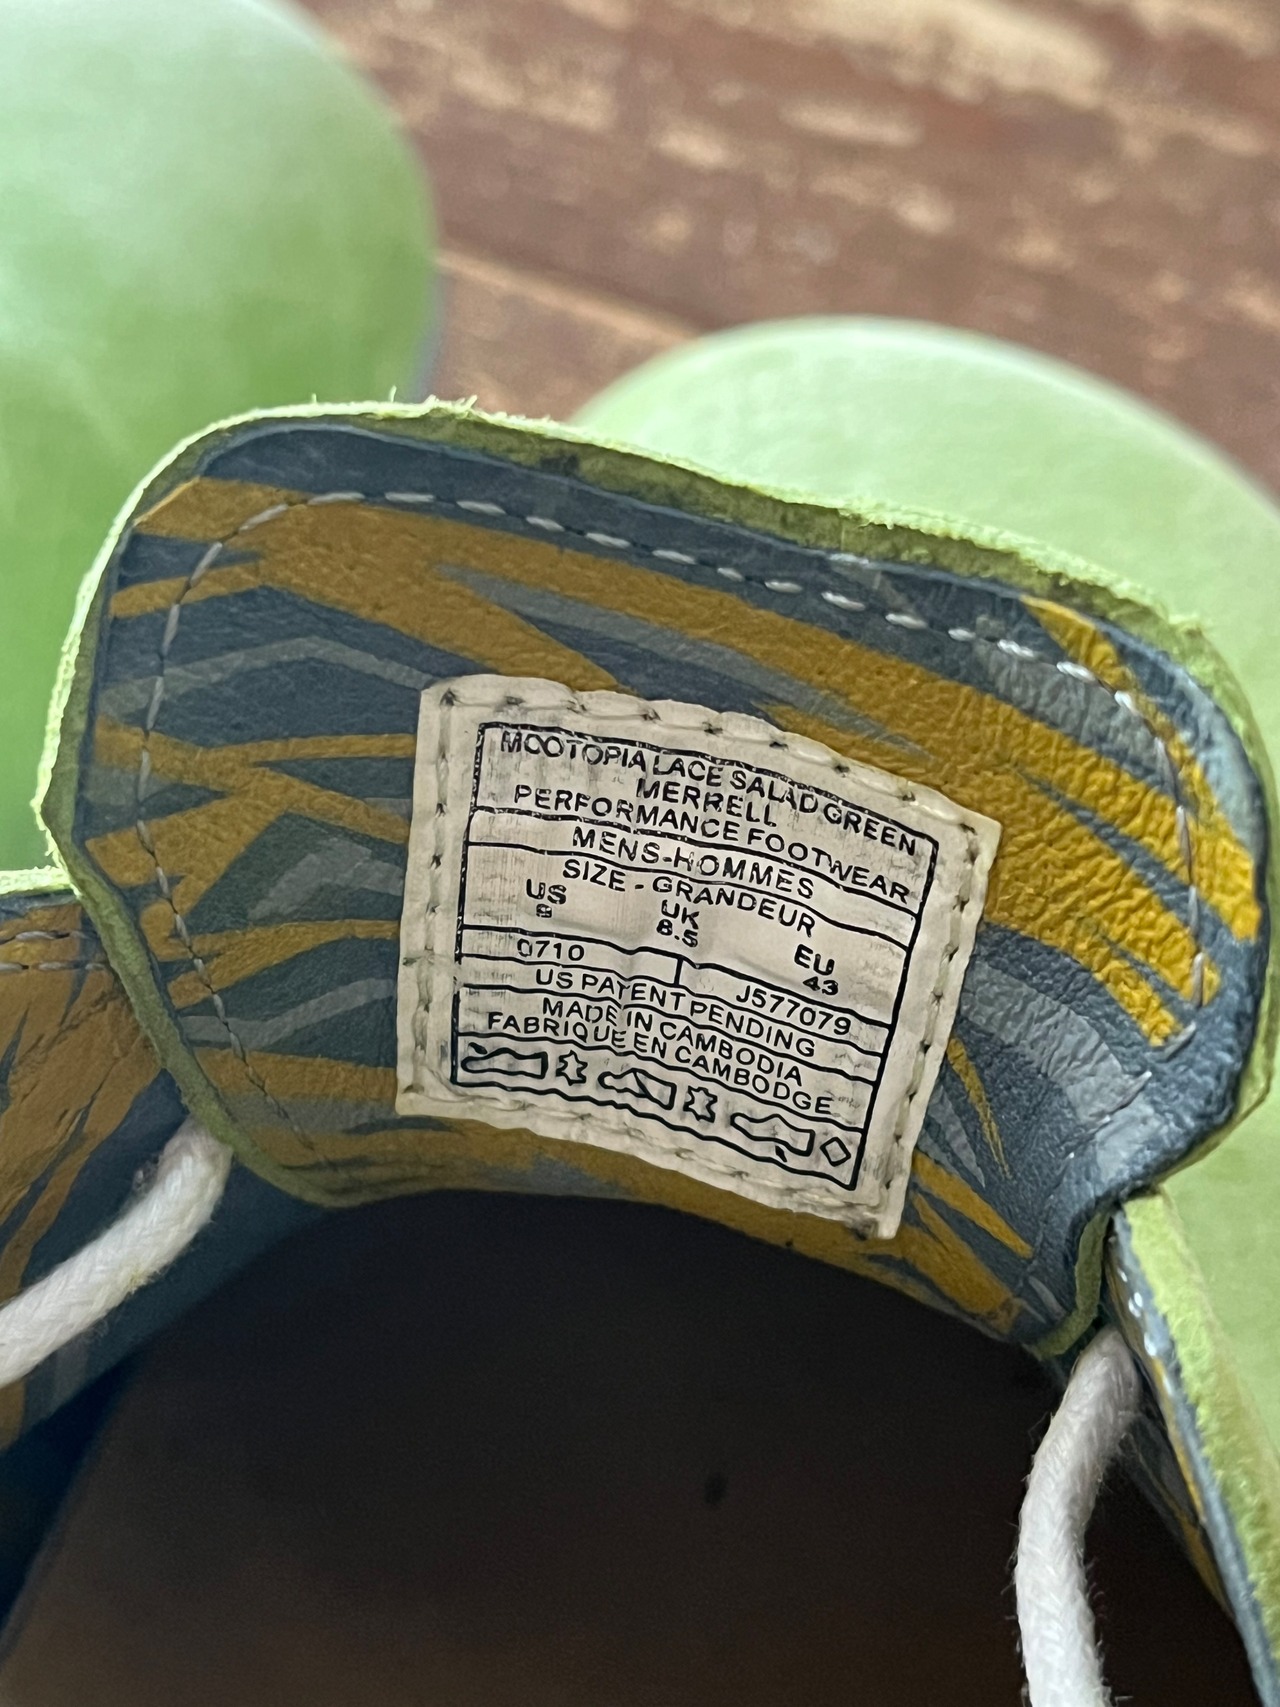 MOOTOPIA LACE SALAD GREEN
MERRELL
PERFORMANCE FOOTWEAR
MENS-HOMMES
SIZE - GRANDEUR
US UK EU
9 8.5 43
0710 J577079
US PATENT PENDING
MADE IN CAMBODIA
FABRIQUE EN CAMBODGE